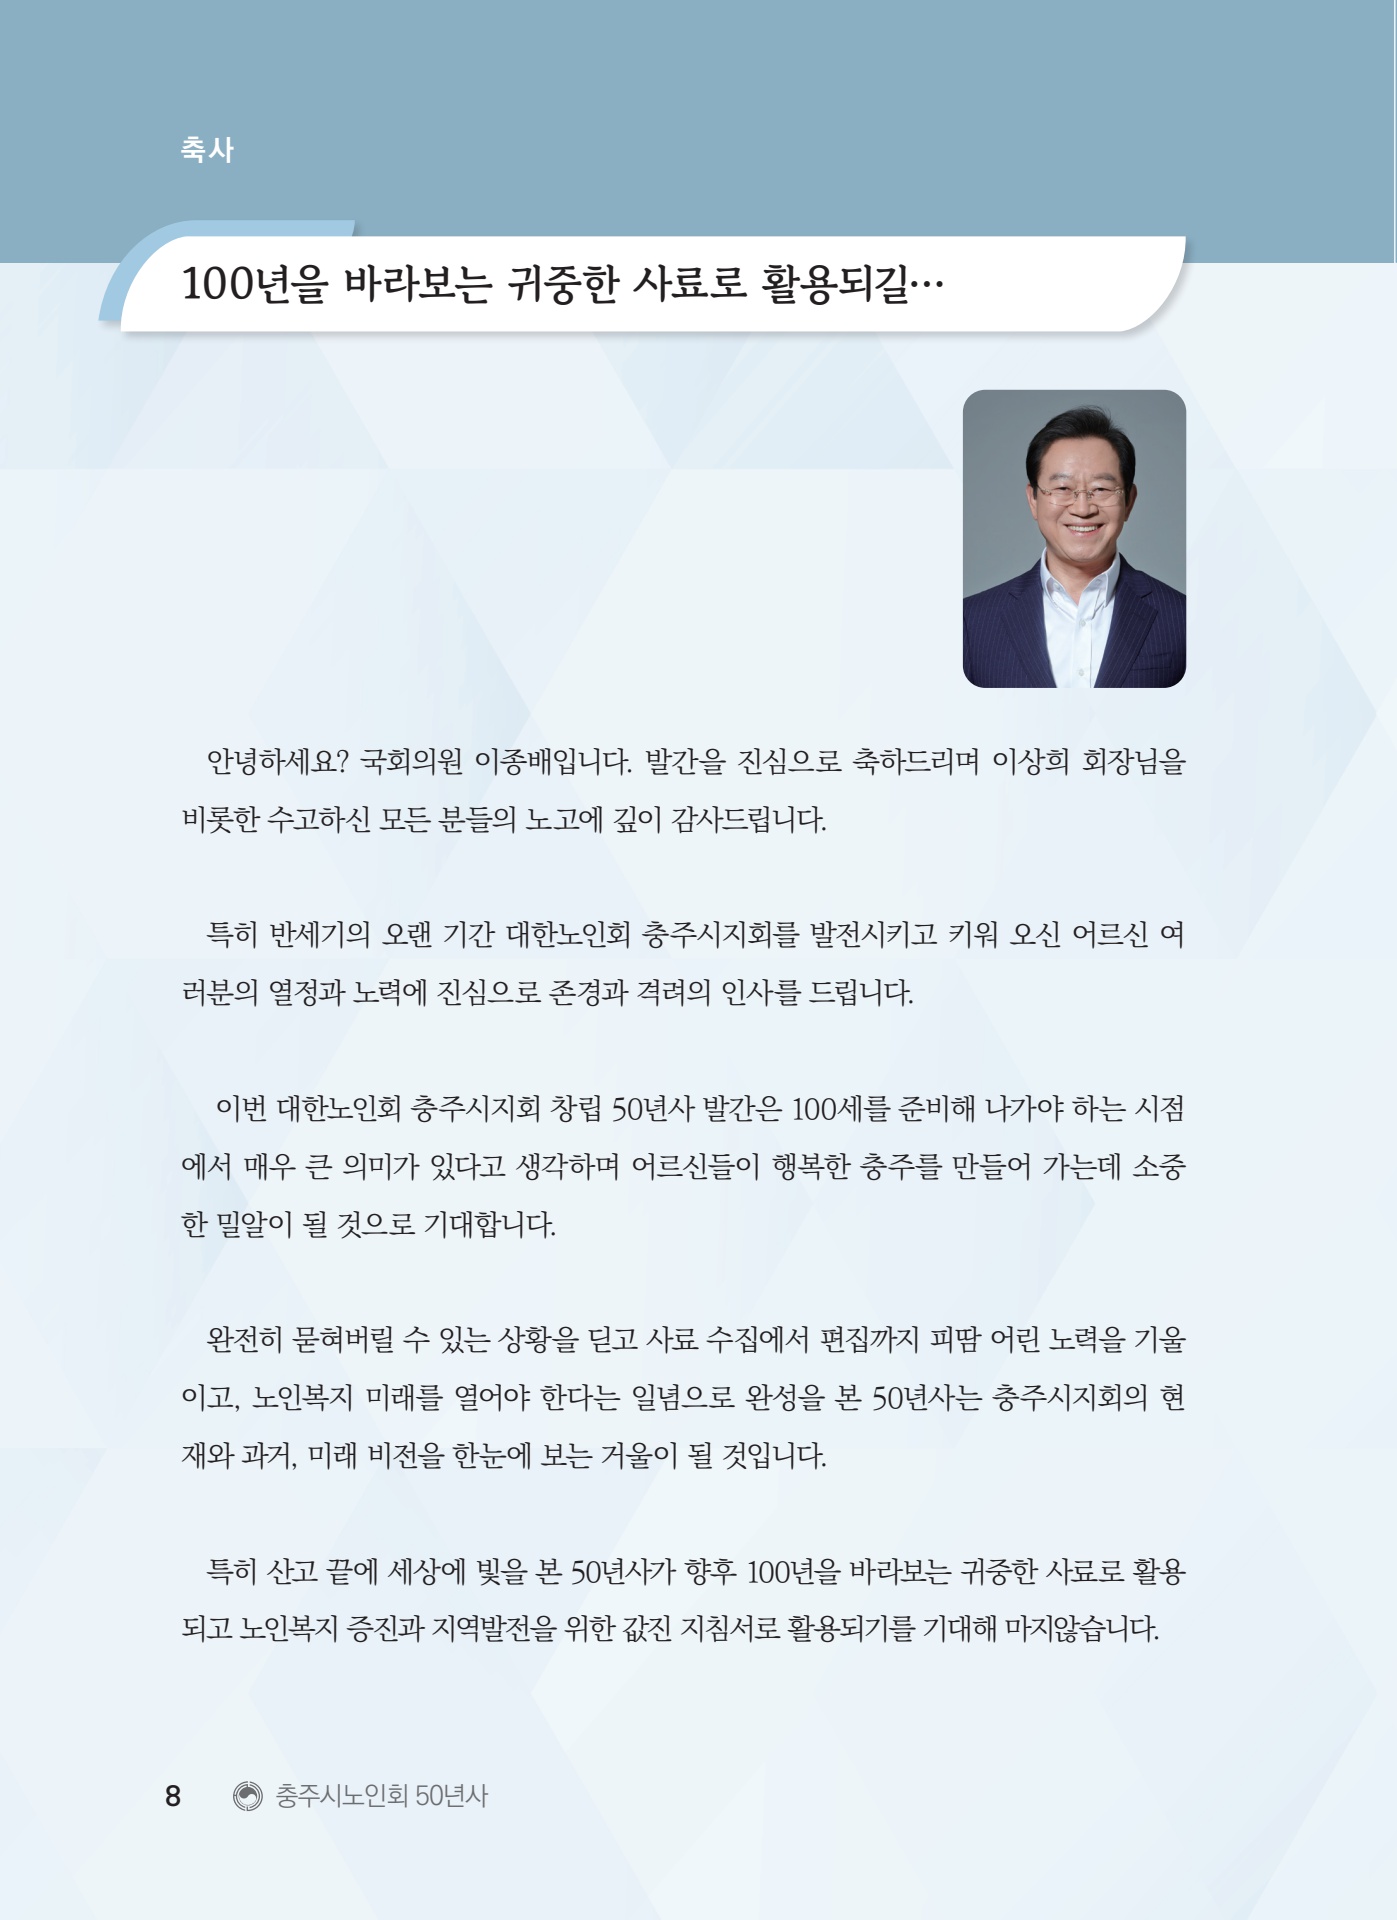 축사
100년을 바라보는 귀중한 사료로 활용되길…
안녕하세요? 국회의원 이종배입니다. 발간을 진심으로 축하드리며 이상희 회장님을
비롯한 수고하신 모든 분들의 노고에 깊이 감사드립니다.
특히 반세기의 오랜 기간 대한노인회 충주시지회를 발전시키고 키워 오신 어르신 여
러분의 열정과 노력에 진심으로 존경과 격려의 인사를 드립니다.
이번 대한노인회 충주시지회 창립 50년사 발간은 100세를 준비해 나가야 하는 시점
에서 매우 큰 의미가 있다고 생각하며 어르신들이 행복한 충주를 만들어 가는데 소중
한 밀알이 될 것으로 기대합니다.
완전히 묻혀버릴 수 있는 상황을 딛고 사료 수집에서 편집까지 피땀 어린 노력을 기울
이고, 노인복지 미래를 열어야 한다는 일념으로 완성을 본 50년사는 충주시지회의 현
재와 과거, 미래 비전을 한눈에 보는 거울이 될 것입니다.
특히 산고 끝에 세상에 빛을 본 50년사가 향후 100년을 바라보는 귀중한 사료로 활용
되고 노인복지 증진과 지역발전을 위한 값진 지침서로 활용되기를 기대해 마지않습니다.
8 충주시노인회 50년사